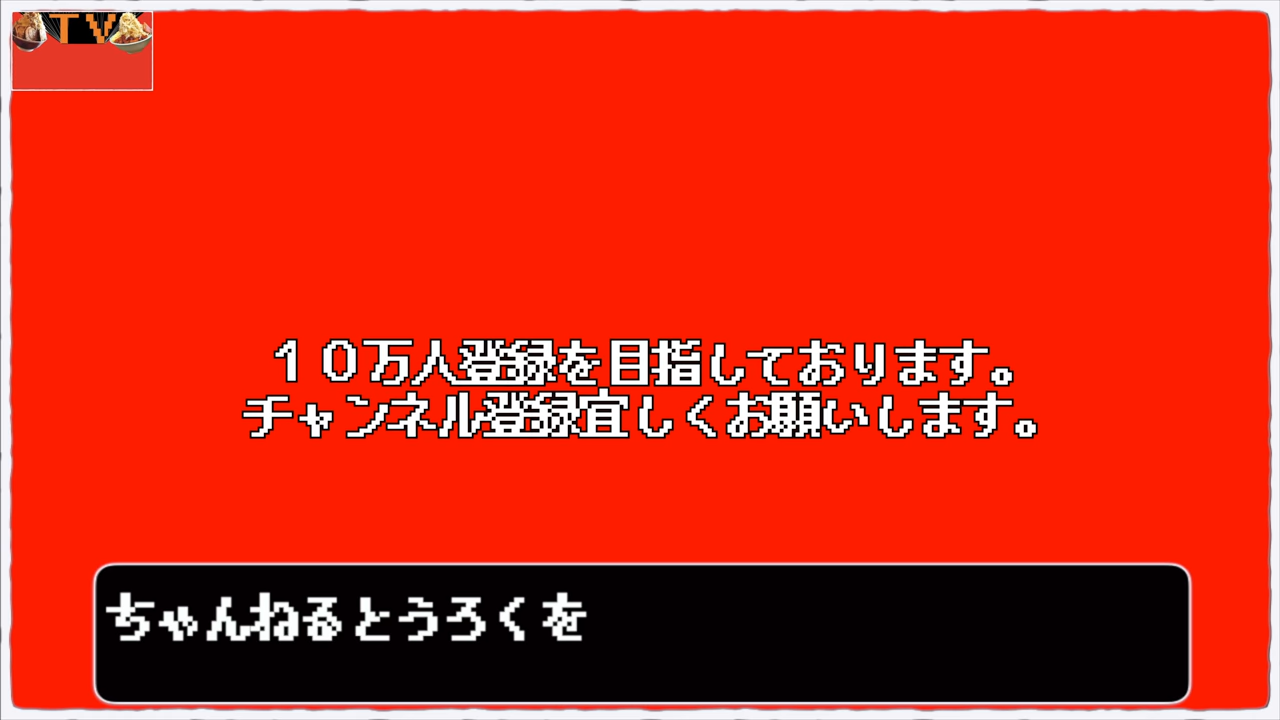 TV
１０万人登録を目指しております。
チャンネル登録宜しくお願いします。
ちゃんねるとうろくを